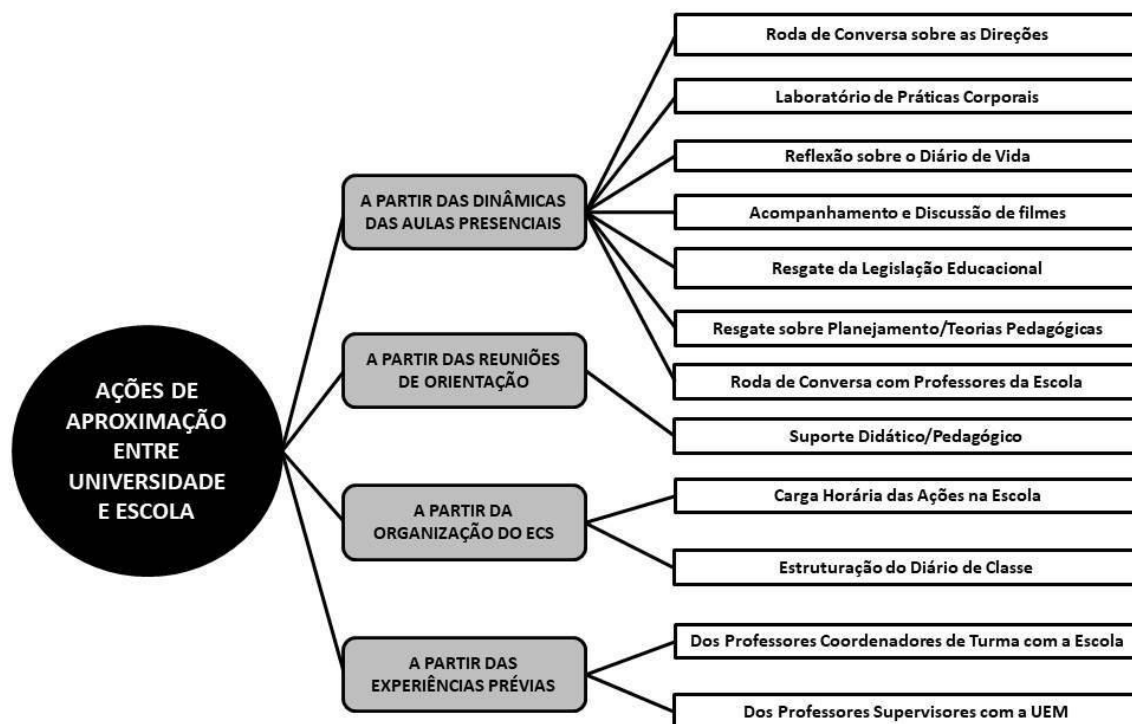 AÇÕES DE
APROXIMAÇÃO
ENTRE
UNIVERSIDADE
E ESCOLA
A PARTIR DAS DINÂMICAS
DAS AULAS PRESENCIAIS
Roda de Conversa sobre as Direções
Laboratório de Práticas Corporais
Reflexão sobre o Diário de Vida
Acompanhamento e Discussão de filmes
Resgate da Legislação Educacional
Resgate sobre Planejamento/Teorias Pedagógicas
Roda de Conversa com Professores da Escola
A PARTIR DAS REUNIÕES
DE ORIENTAÇÃO
Suporte Didático/Pedagógico
A PARTIR DA
ORGANIZAÇÃO DO ECS
Carga Horária das Ações na Escola
Estruturação do Diário de Classe
A PARTIR DAS
EXPERIÊNCIAS PRÉVIAS
Dos Professores Coordenadores de Turma com a Escola
Dos Professores Supervisores com a UEM